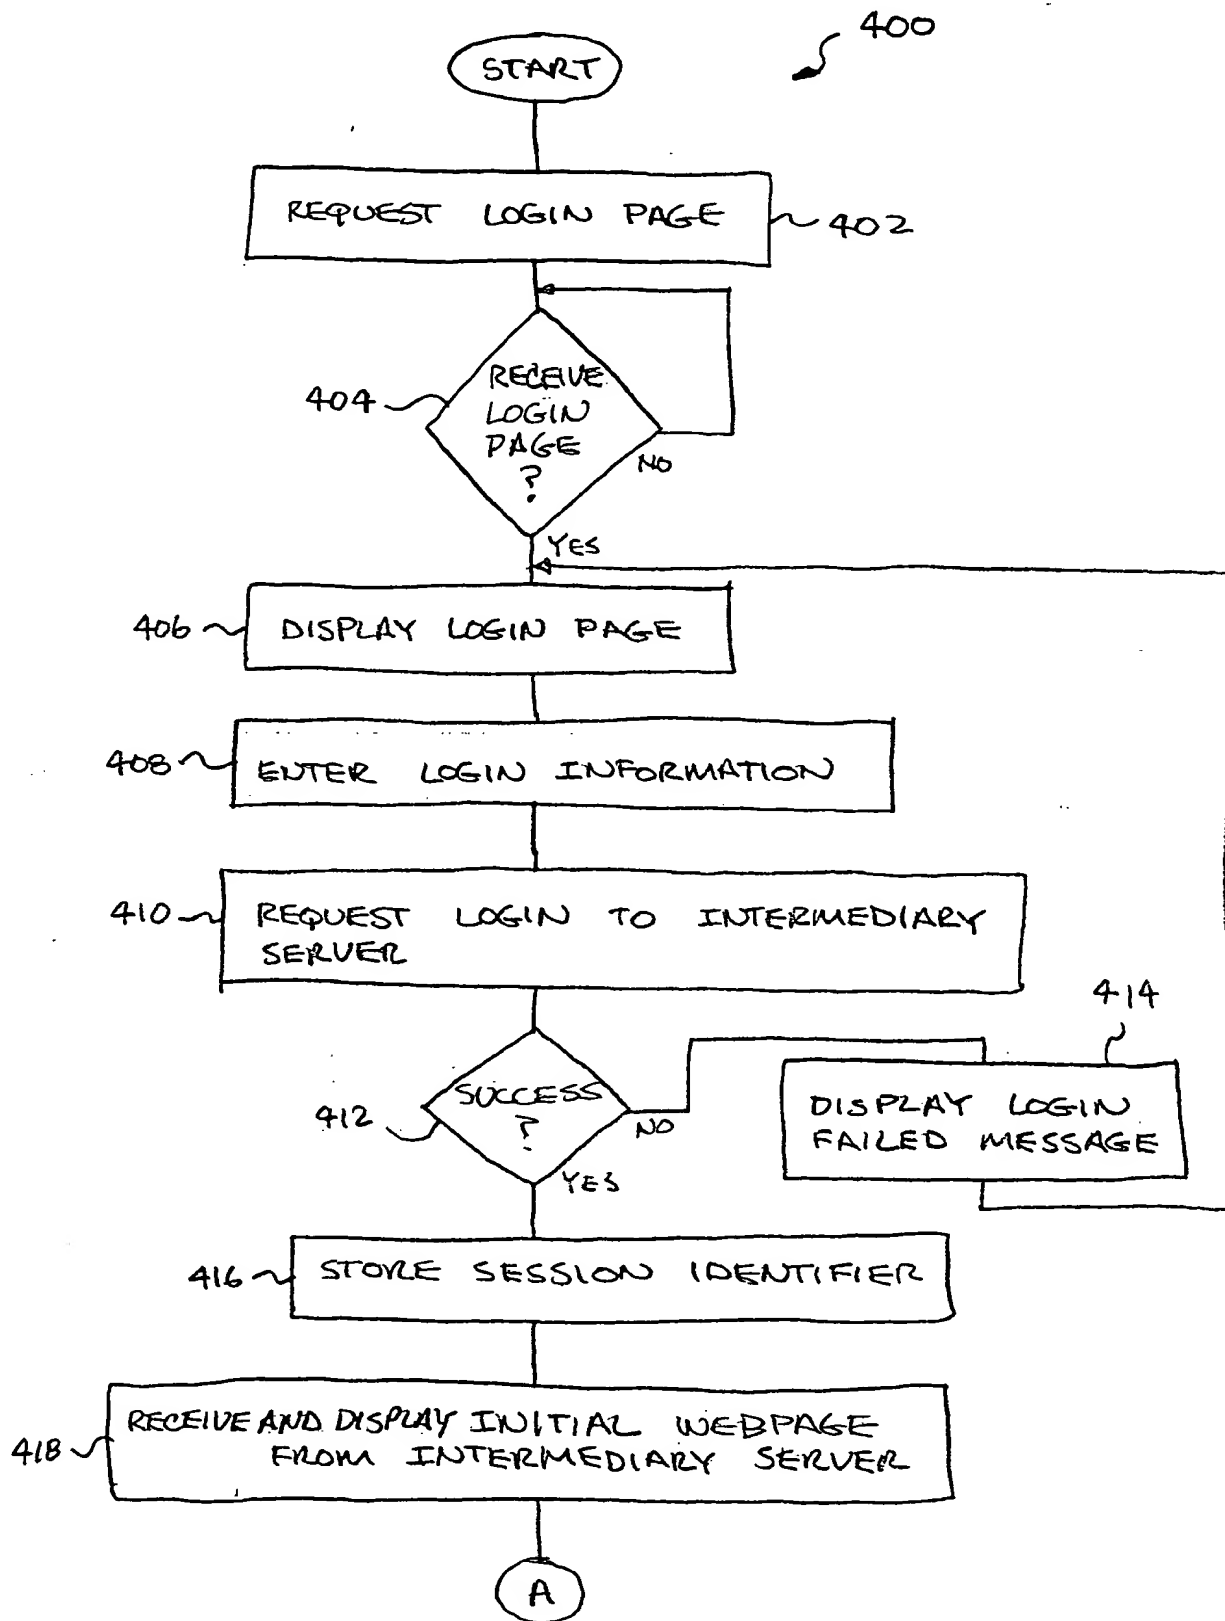 400
START
REQUEST LOGIN PAGE
402
RECEIVE
LOGIN
PAGE
?
404
NO
YES
406
DISPLAY LOGIN PAGE
408
ENTER LOGIN INFORMATION
410
REQUEST LOGIN TO INTERMEDIARY
SERVER
414
SUCCESS
?
412
NO
DISPLAY LOGIN
FAILED MESSAGE
YES
416
STORE SESSION IDENTIFIER
418
RECEIVE AND DISPLAY INITIAL WEBPAGE
FROM INTERMEDIARY SERVER
A